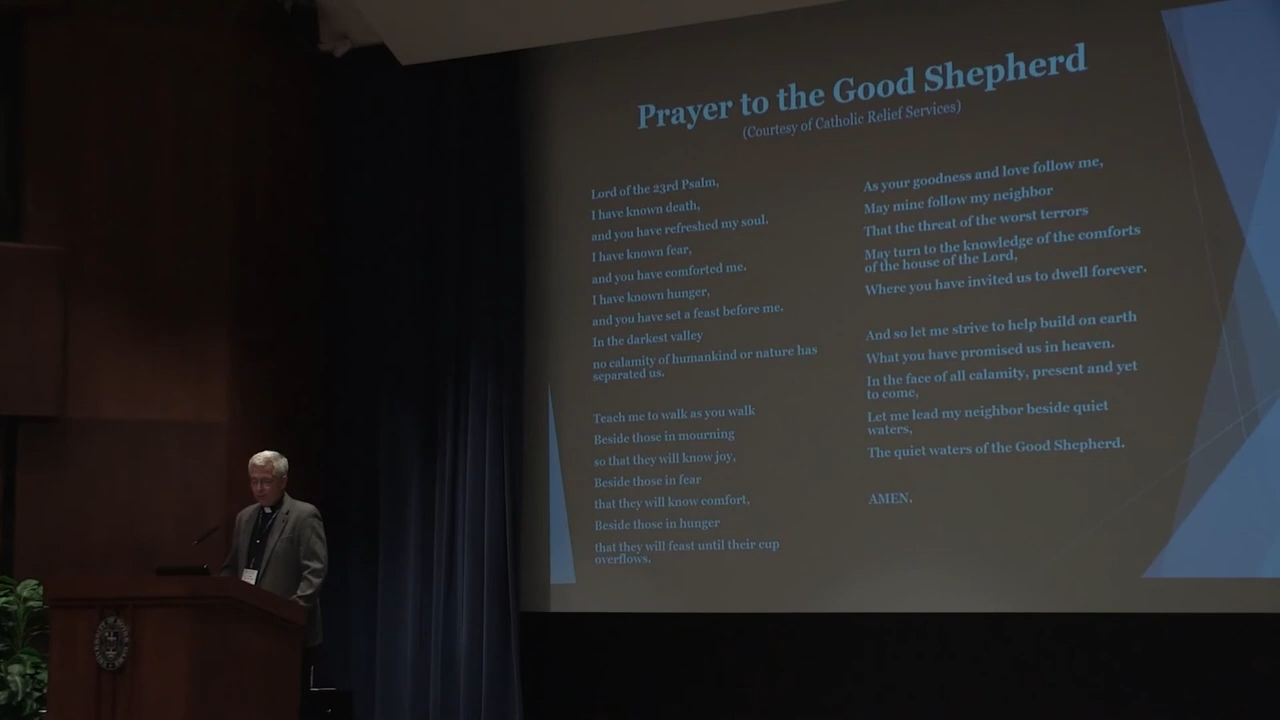 Prayer to the Good Shepherd
(Courtesy of Catholic Relief Services)
Lord of the 23rd Psalm,
I have known death,
and you have refreshed my soul.
I have known fear,
and you have comforted me.
I have known hunger,
and you have set a feast before me.
In the darkest valley
no calamity of humankind or nature has
separated us.
Teach me to walk as you walk
Beside those in mourning
so that they will know joy,
Beside those in fear
that they will know comfort,
Beside those in hunger
that they will feast until their cup
overflows.
As your goodness and love follow me,
May mine follow my neighbor
That the threat of the worst terrors
May turn to the knowledge of the comforts
of the house of the Lord,
Where you have invited us to dwell forever.
And so let me strive to help build on earth
What you have promised us in heaven.
In the face of all calamity, present and yet
to come,
Let me lead my neighbor beside quiet
waters,
The quiet waters of the Good Shepherd.
AMEN.